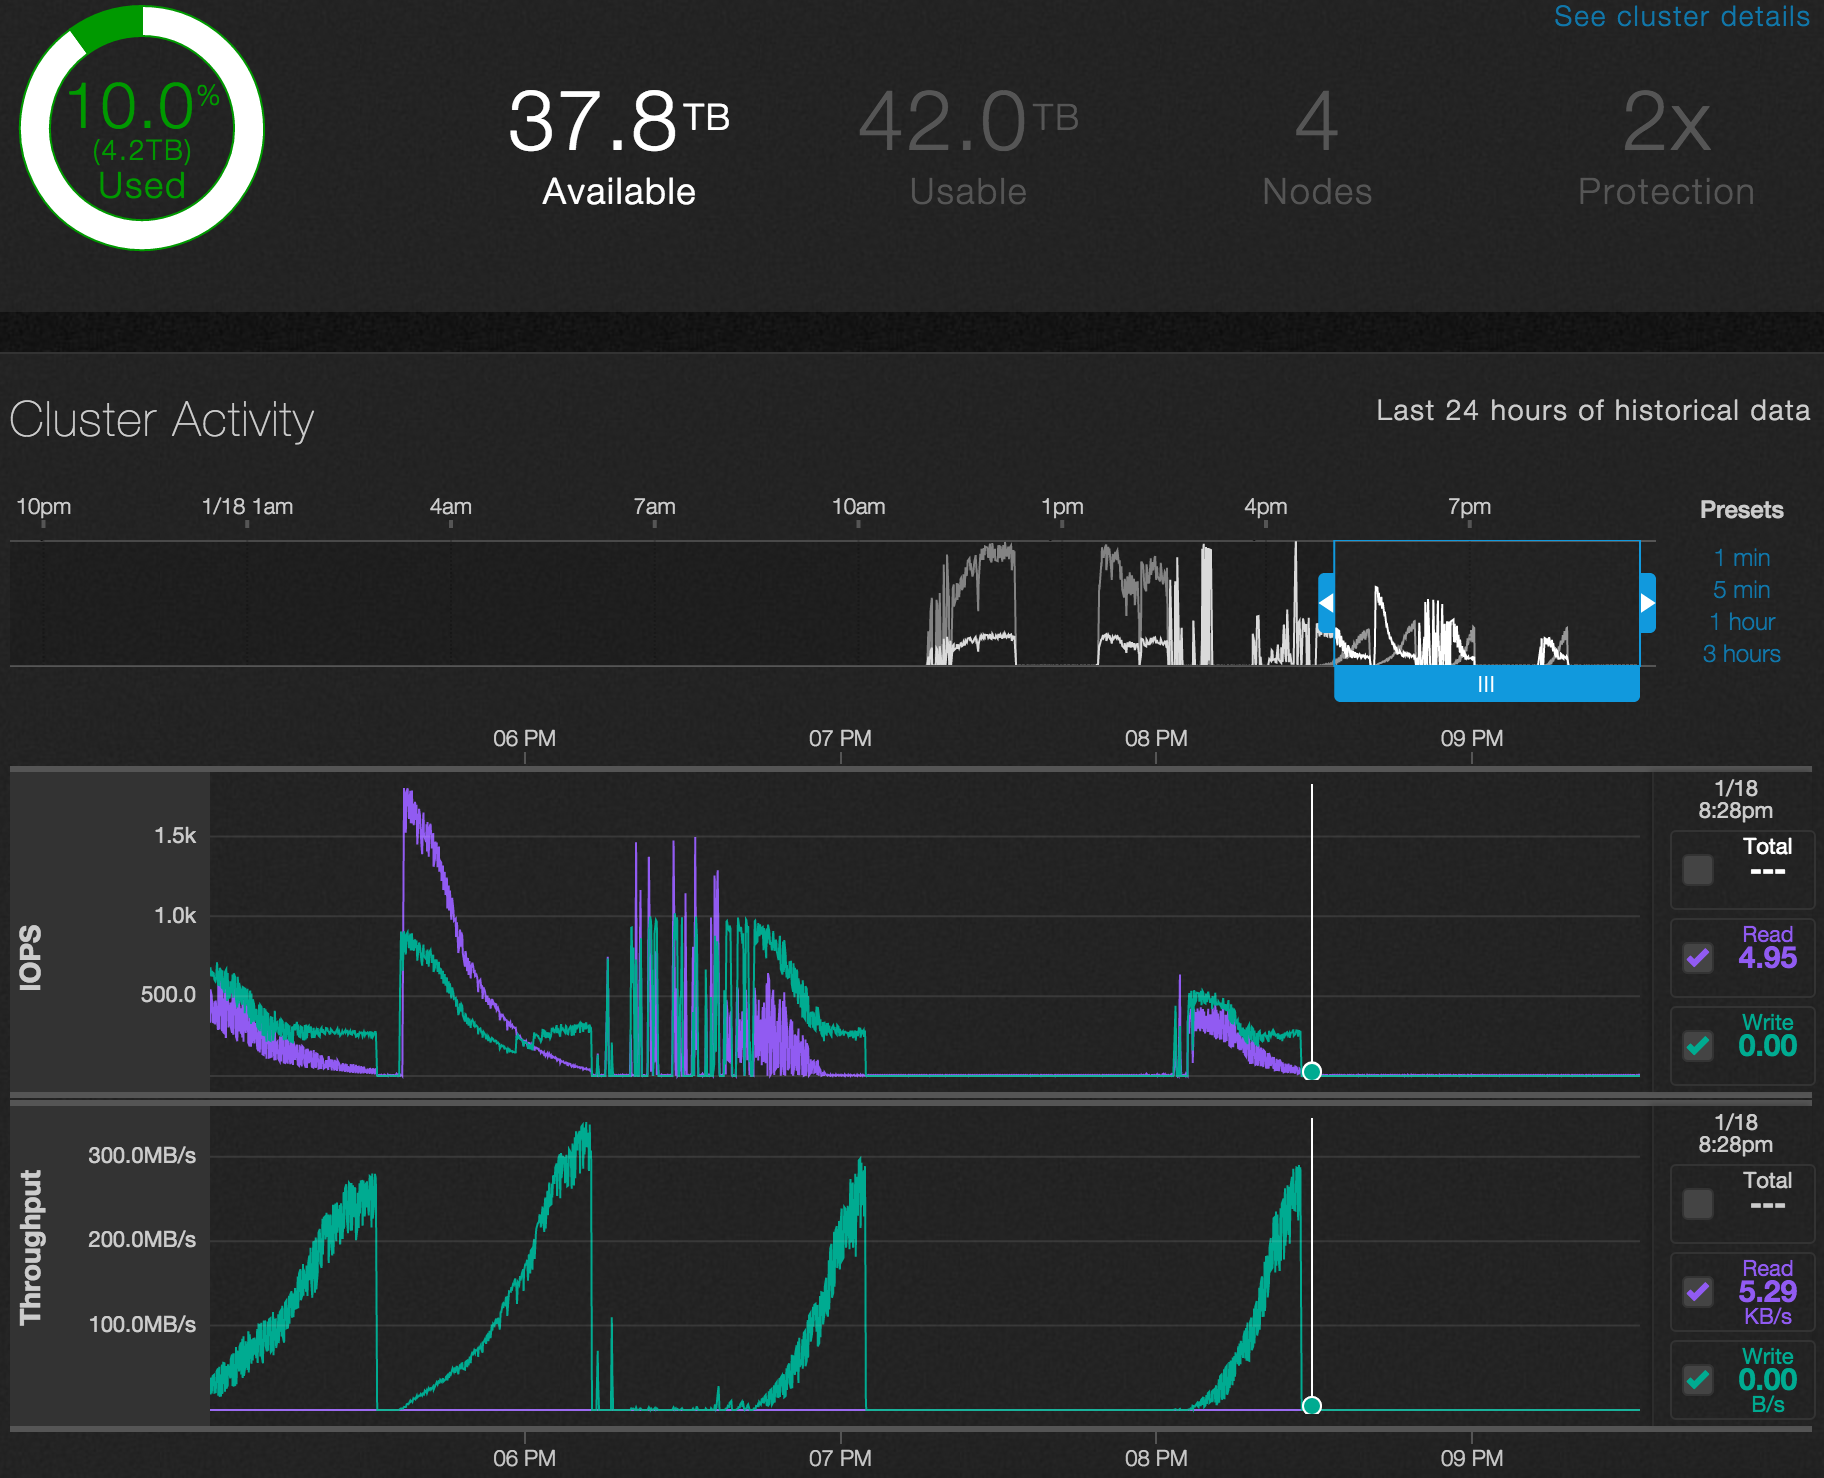 See cluster details
10.0%
(4.2TB)
Used
37.8TB
Available
42.0TB
Usable
4
Nodes
2x
Protection
Cluster Activity
Last 24 hours of historical data
10pm 1/18 1am 4am 7am 10am 1pm 4pm 7pm
Presets
1 min
5 min
1 hour
3 hours
06 PM 07 PM 08 PM 09 PM
IOPS
1.5k
1.0k
500.0
1/18
8:28pm
Total
---
Read
4.95
Write
0.00
Throughput
300.0MB/s
200.0MB/s
100.0MB/s
1/18
8:28pm
Total
---
Read
5.29
KB/s
Write
0.00
B/s
06 PM 07 PM 08 PM 09 PM